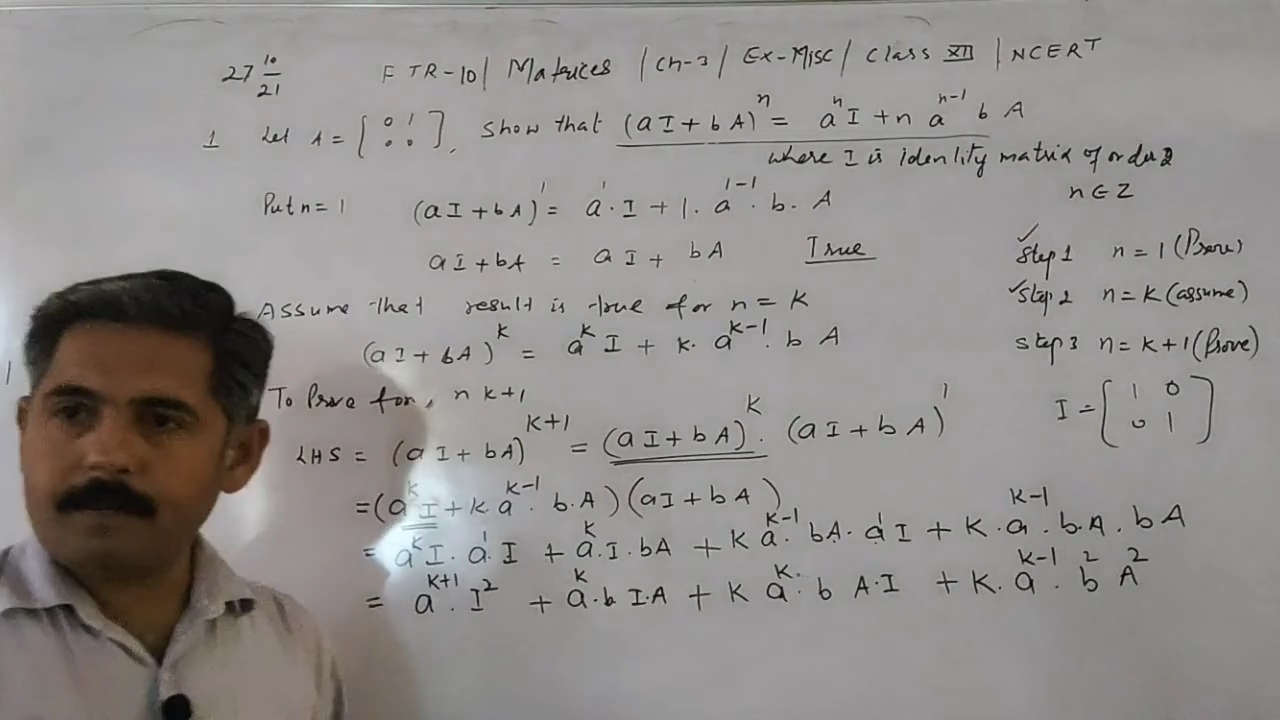 27 10/21 FTR-10 | Matrices | Ch-3 | Ex-Misc | Class XII | NCERT
1 Let A = [0 1 0 0], show that (aI + bA)^n = a^n I + n a^{n-1} b A
where I is identity matrix of order 2
n ∈ Z
Put n = 1 (aI + bA)^1 = a^1 · I + 1 · a^{1-1} · b · A
aI + bA = aI + bA True
✓ Step 1 n = 1 (Prove)
Assume that result is true for n = K
✓ Step 2 n = K (assume)
(aI + bA)^K = a^K I + K · a^{K-1} · b A
Step 3 n = K+1 (Prove)
To Prove for, n K+1
I = [1 0 0 1]
LHS = (aI + bA)^{K+1} = (aI + bA)^K · (aI + bA)^1
= (a^K I + K · a^{K-1} · b · A) (aI + bA)
= a^K I · a^1 I + a^K · I · bA + K a^{K-1} · bA · a^1 I + K · a^{K-1} · b A · bA
= a^{K+1} · I^2 + a^K · b I · A + K a^K · b A · I + K · a^{K-1} · b^2 A^2